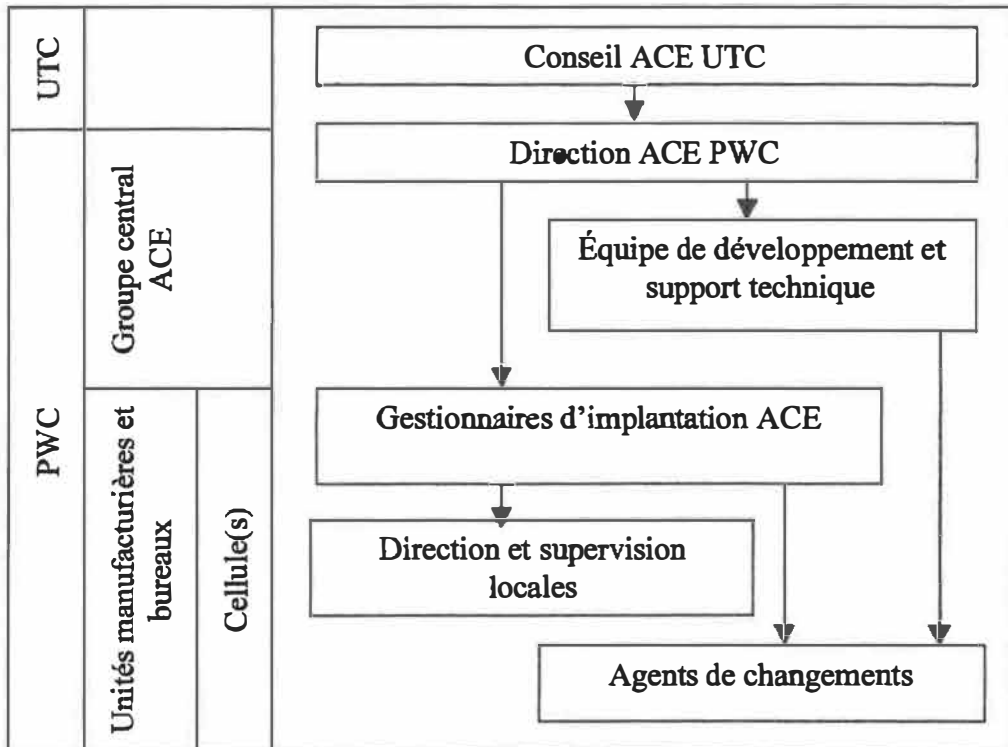 UTC
Conseil ACE UTC
PWC
Groupe central
ACE
Direction ACE PWC
Équipe de développement et
support technique
Unités manufacturières et
bureaux
Cellule(s)
Gestionnaires d'implantation ACE
Direction et supervision
locales
Agents de changements